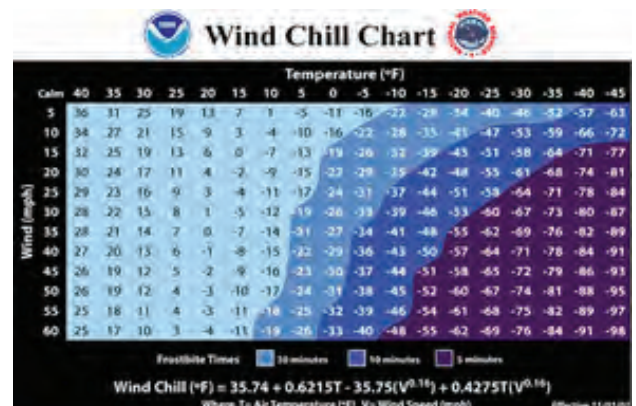 Wind Chill Chart
Temperature (°F)
Calm 40 35 30 25 20 15 10 5 0 -5 -10 -15 -20 -25 -30 -35 -40 -45
5 36 31 25 19 13 7 1 -5 -11 -16 -22 -28 -34 -40 -46 -52 -57 -63
10 34 27 21 15 9 3 -4 -10 -16 -22 -28 -35 -41 -47 -53 -59 -66 -72
15 32 25 19 13 6 0 -7 -13 -19 -26 -32 -39 -45 -51 -58 -64 -71 -77
20 30 24 17 11 4 -2 -9 -15 -22 -29 -35 -42 -48 -55 -61 -68 -74 -81
25 29 23 16 9 3 -4 -11 -17 -24 -31 -37 -44 -51 -58 -64 -71 -78 -84
30 28 22 15 8 1 -5 -12 -19 -26 -33 -39 -46 -53 -60 -67 -73 -80 -87
35 28 21 14 7 0 -7 -14 -21 -27 -34 -41 -48 -55 -62 -69 -76 -82 -89
40 27 20 13 6 -1 -8 -15 -22 -29 -36 -43 -50 -57 -64 -71 -78 -84 -91
45 26 19 12 5 -2 -9 -16 -23 -30 -37 -44 -51 -58 -65 -72 -79 -86 -93
50 26 19 12 4 -3 -10 -17 -24 -31 -38 -45 -52 -60 -67 -74 -81 -88 -95
55 25 18 11 4 -3 -11 -18 -25 -32 -39 -46 -54 -61 -68 -75 -82 -89 -97
60 25 17 10 3 -4 -11 -19 -26 -33 -40 -48 -55 -62 -69 -76 -84 -91 -98
Wind (mph)
Frostbite Times 30 minutes 10 minutes 5 minutes
Wind Chill (°F) = 35.74 + 0.6215T - 35.75(V^0.16) + 0.4275T(V^0.16)
Where, T= Air Temperature (°F) V= Wind Speed (mph)